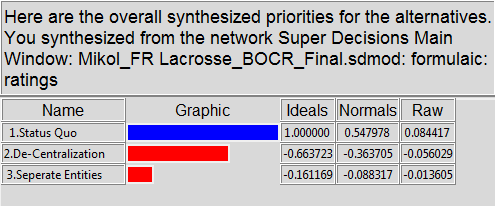 Here are the overall synthesized priorities for the alternatives.
You synthesized from the network Super Decisions Main
Window: Mikol_FR Lacrosse_BOCR_Final.sdmod: formulaic:
ratings
Name Graphic Ideals Normals Raw
1.Status Quo 1.000000 0.547978 0.084417
2.De-Centralization -0.663723 -0.363705 -0.056029
3.Seperate Entities -0.161169 -0.088317 -0.013605